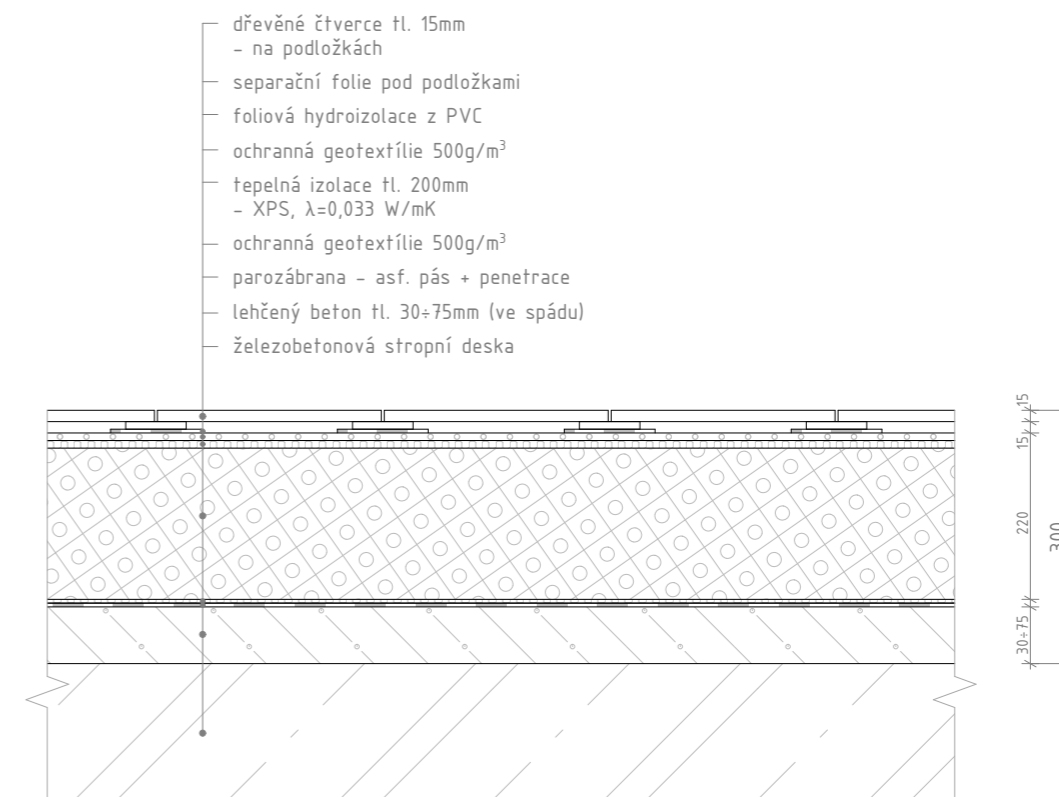 dřevěné čtverce tl. 15mm
- na podložkách
separační folie pod podložkami
foliová hydroizolace z PVC
ochranná geotextílie 500g/m³
tepelná izolace tl. 200mm
- XPS, λ=0,033 W/mK
ochranná geotextílie 500g/m³
parozábrana - asf. pás + penetrace
lehčený beton tl. 30÷75mm (ve spádu)
železobetonová stropní deska
15
15
220
300
30÷75